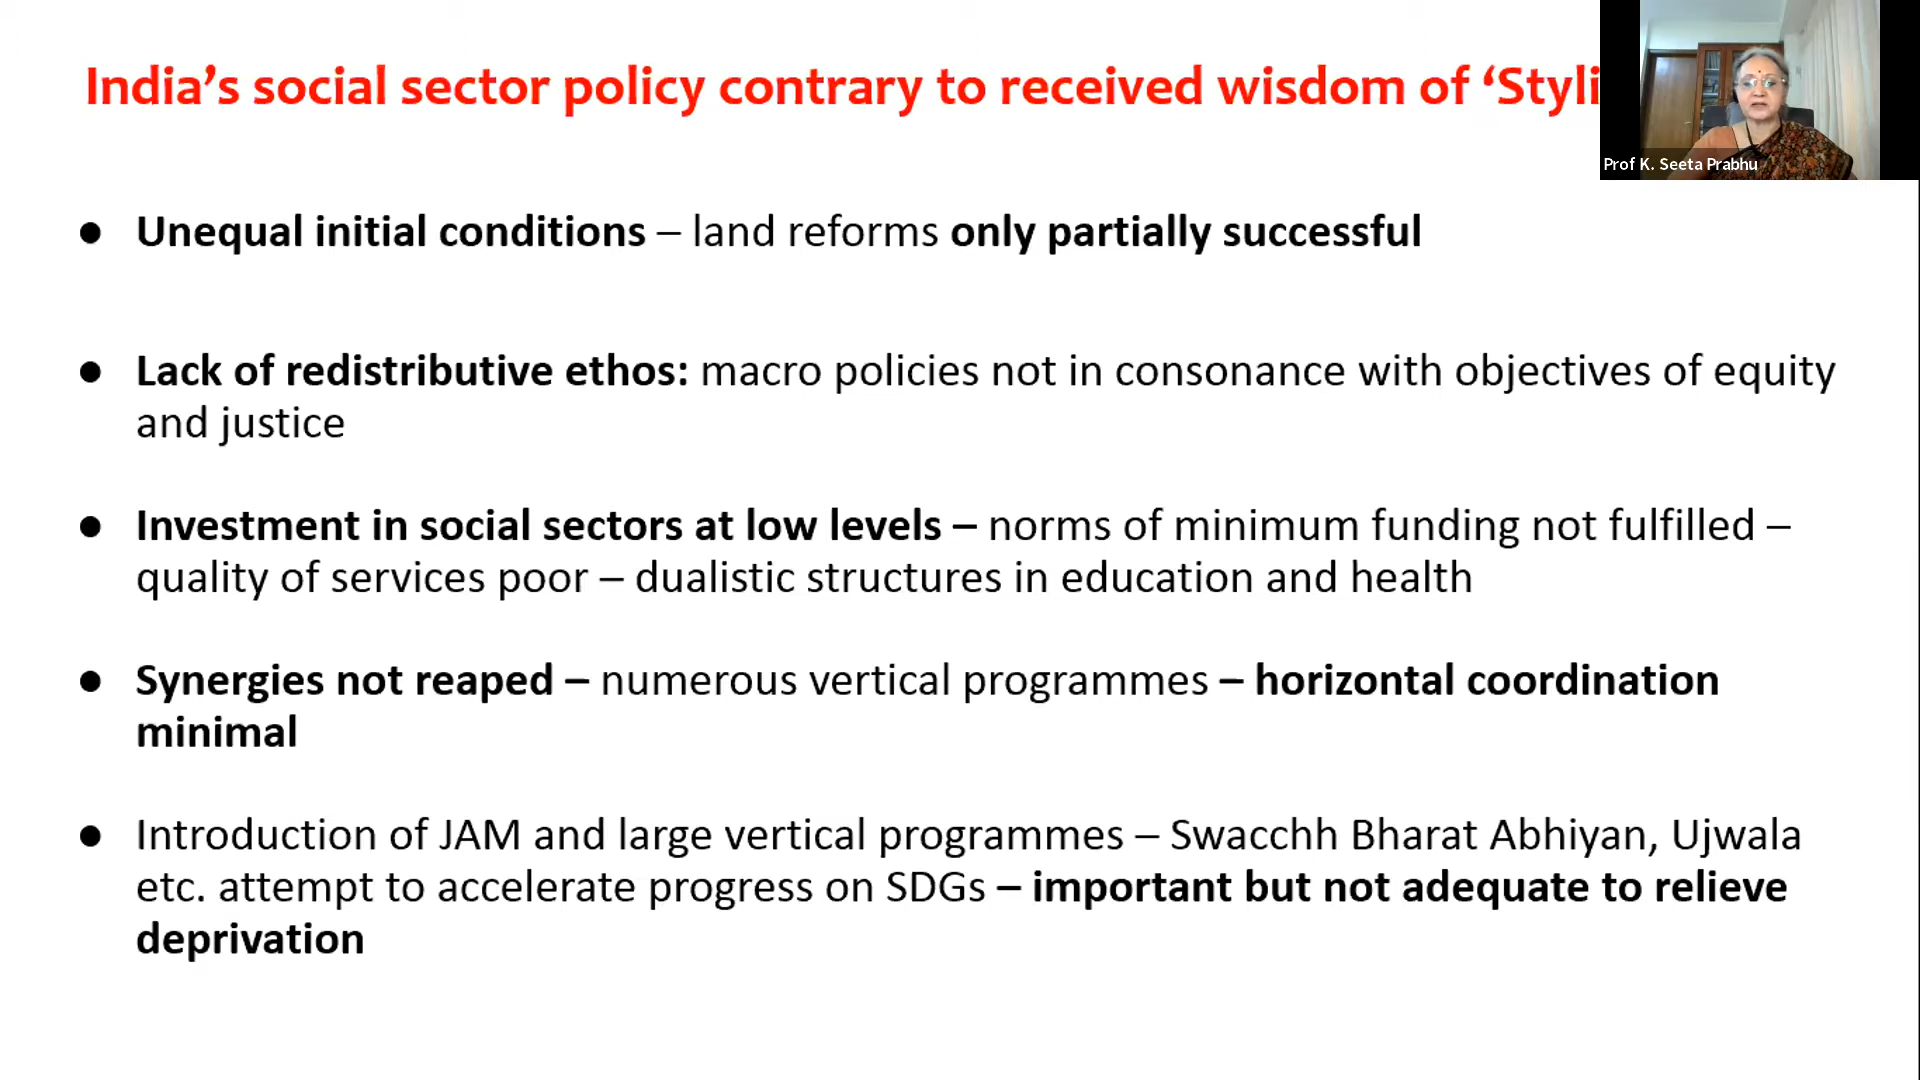 India’s social sector policy contrary to received wisdom of
Prof K. Seeta Prabhu
● Unequal initial conditions – land reforms only partially successful
● Lack of redistributive ethos: macro policies not in consonance with objectives of equity
and justice
● Investment in social sectors at low levels – norms of minimum funding not fulfilled –
quality of services poor – dualistic structures in education and health
● Synergies not reaped – numerous vertical programmes – horizontal coordination
minimal
● Introduction of JAM and large vertical programmes – Swacchh Bharat Abhiyan, Ujwala
etc. attempt to accelerate progress on SDGs – important but not adequate to relieve
deprivation